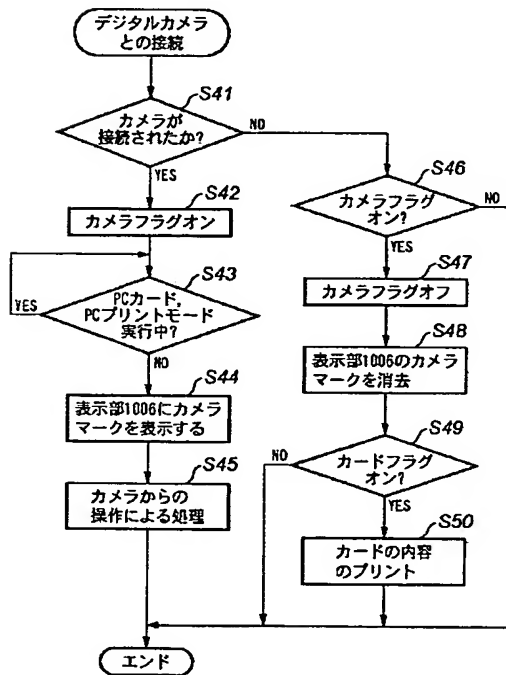 デジタルカメラ
との接続
S41
カメラが
接続されたか?
NO
YES
S42
カメラフラグオン
S43
PCカード,
PCプリントモード
実行中?
YES
NO
S44
表示部1006にカメラ
マークを表示する
S45
カメラからの
操作による処理
S46
カメラフラグ
オン?
NO
YES
S47
カメラフラグオフ
S48
表示部1006のカメラ
マークを消去
S49
カードフラグ
オン?
NO
YES
S50
カードの内容
のプリント
エンド